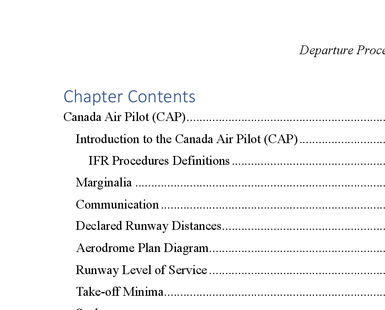 Departure Proce
Chapter Contents
Canada Air Pilot (CAP)
Introduction to the Canada Air Pilot (CAP)
IFR Procedures Definitions
Marginalia
Communication
Declared Runway Distances
Aerodrome Plan Diagram
Runway Level of Service
Take-off Minima